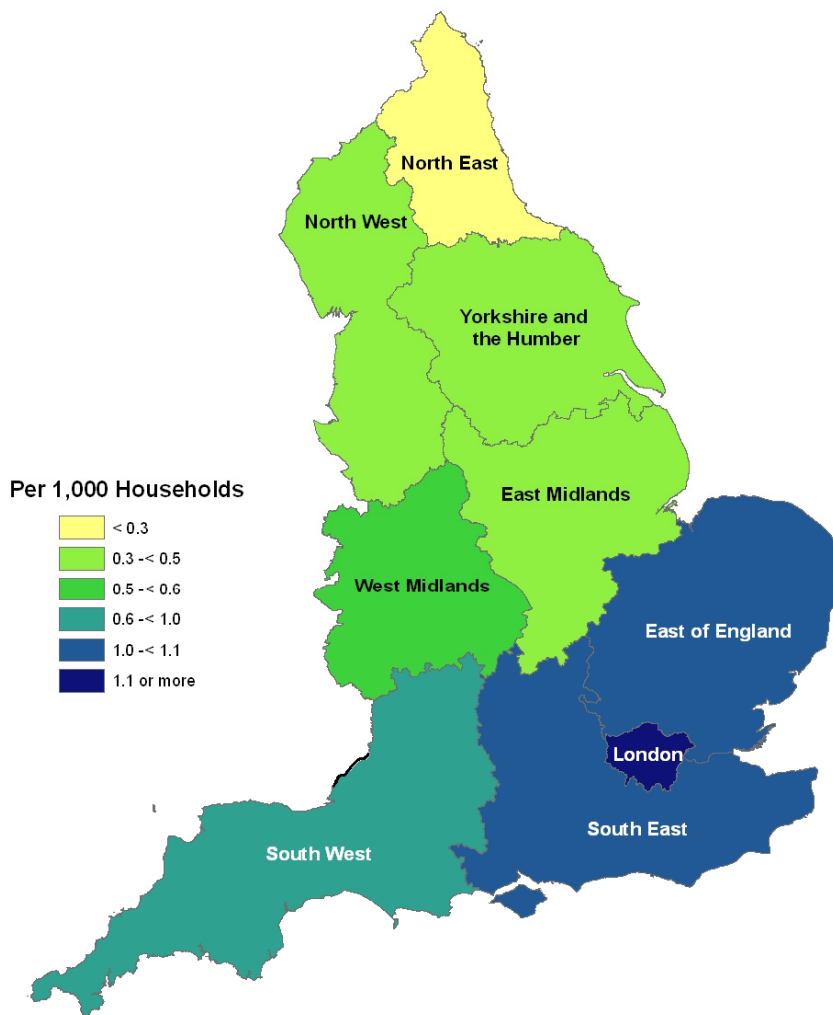 North East
North West
Yorkshire and
the Humber
Per 1,000 Households
< 0.3
0.3 -< 0.5
0.5 -< 0.6
0.6 -< 1.0
1.0 -< 1.1
1.1 or more
East Midlands
West Midlands
East of England
London
South East
South West